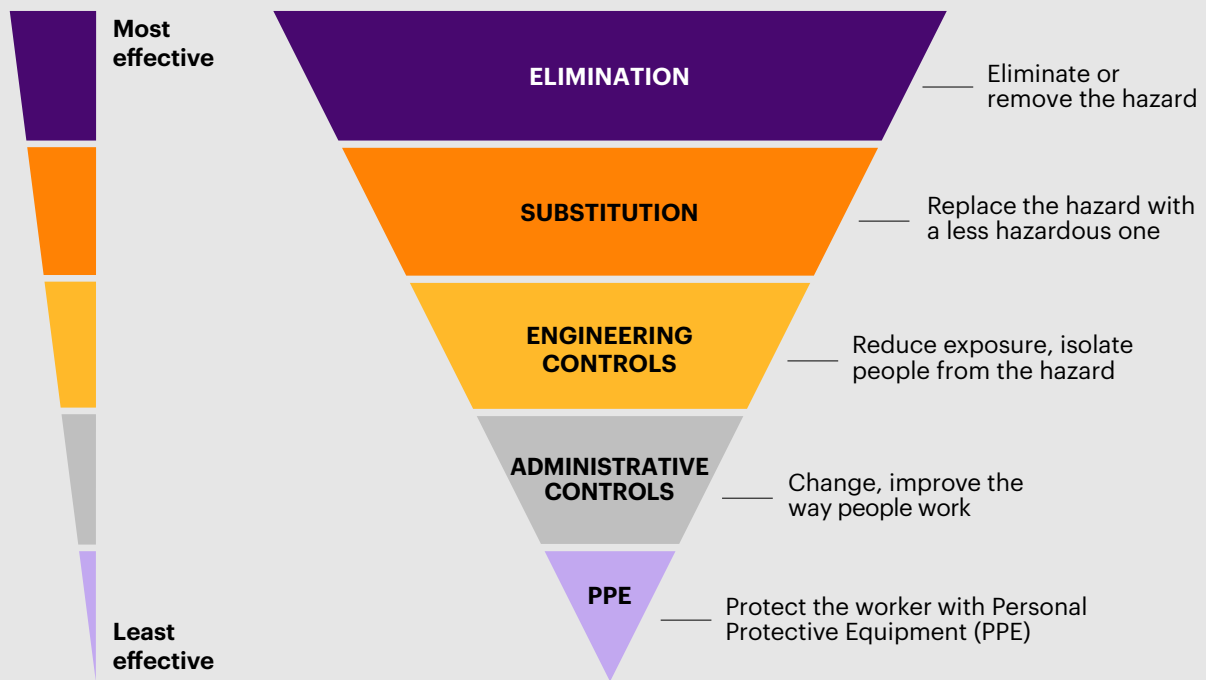 Most
effective
ELIMINATION
Eliminate or
remove the hazard
SUBSTITUTION
Replace the hazard with
a less hazardous one
ENGINEERING
CONTROLS
Reduce exposure, isolate
people from the hazard
ADMINISTRATIVE
CONTROLS
Change, improve the
way people work
PPE
Protect the worker with Personal
Protective Equipment (PPE)
Least
effective